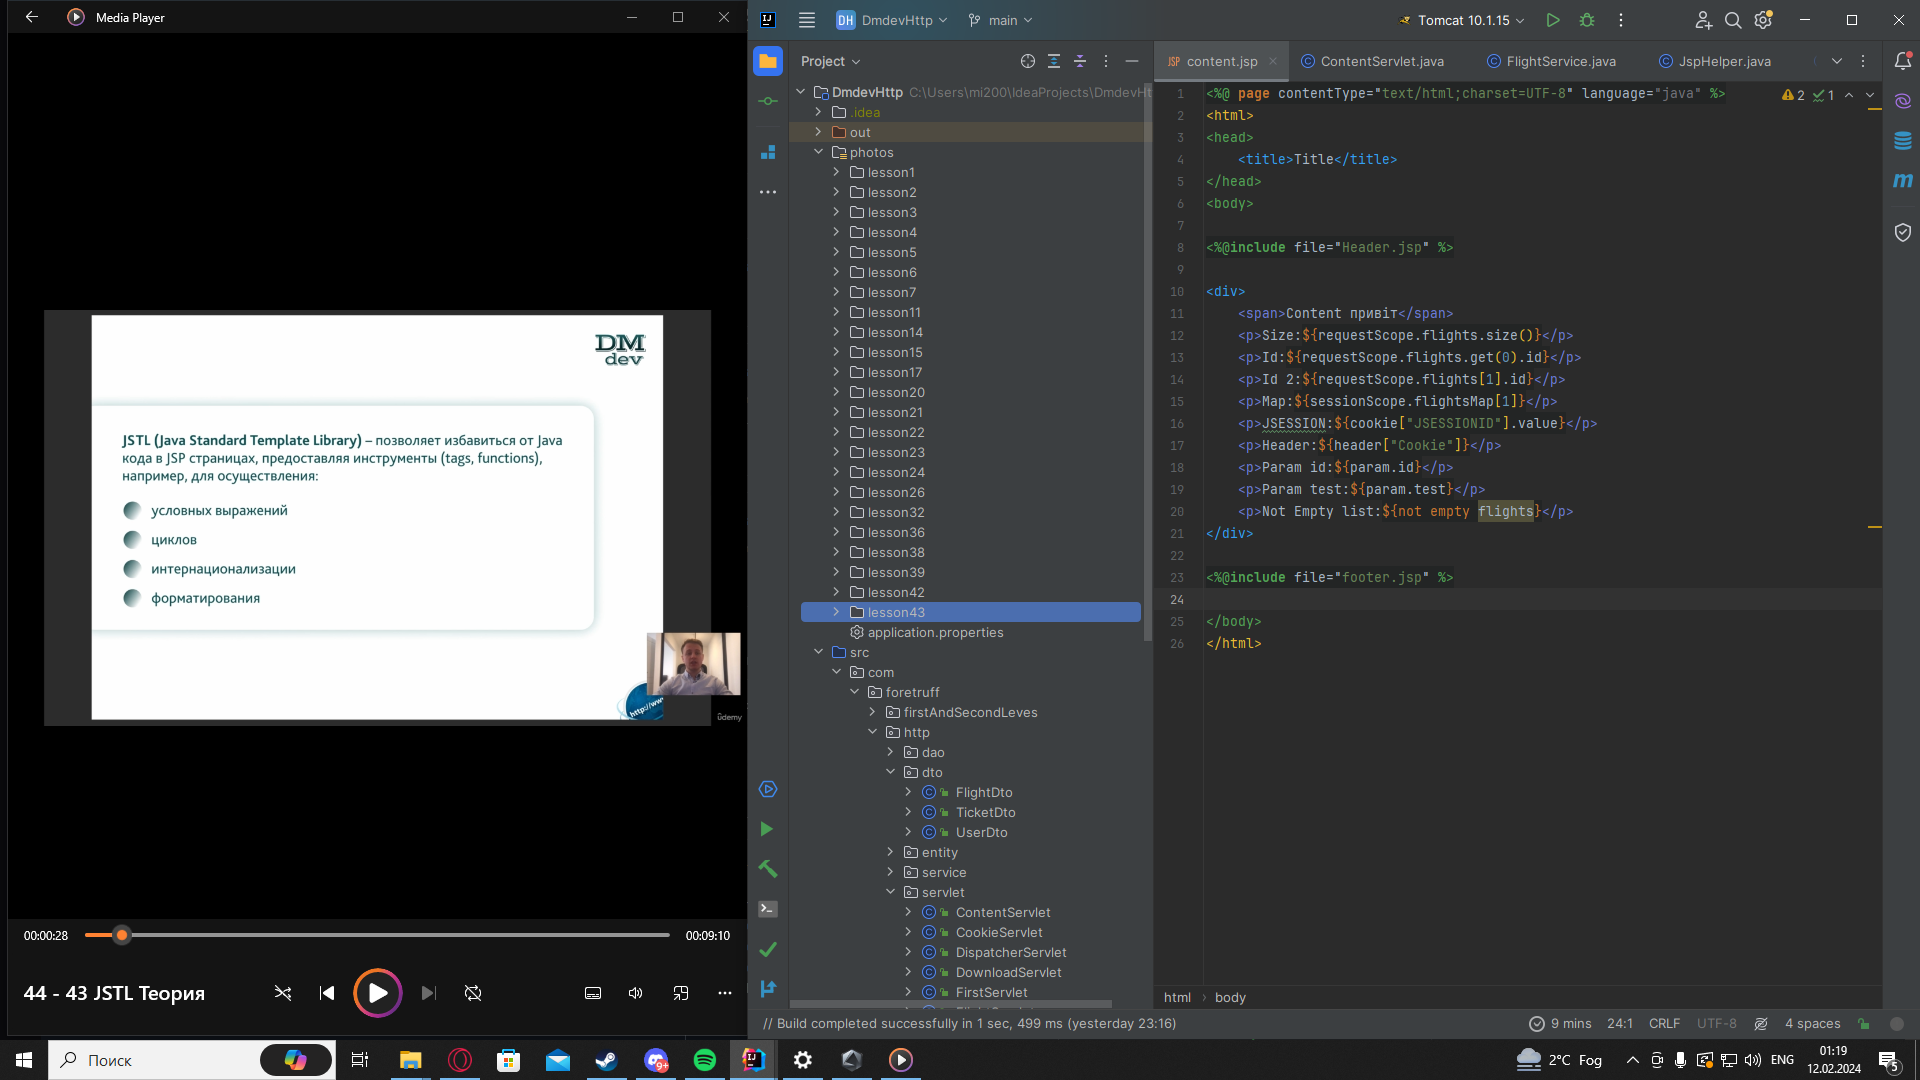 Media Player
DM
dev
JSTL (Java Standard Template Library) – позволяет избавиться от Java
кода в JSP страницах, предоставляя инструменты (tags, functions),
например, для осуществления:
условных выражений
циклов
интернационализации
форматирования
http://ww
ûdemy
00:00:28
00:09:10
44 - 43 JSTL Теория
DH DmdevHttp
main
Tomcat 10.1.15
Project
DmdevHttp C:\Users\mi200\IdeaProjects\DmdevHt
.idea
out
photos
lesson1
lesson2
lesson3
lesson4
lesson5
lesson6
lesson7
lesson11
lesson14
lesson15
lesson17
lesson20
lesson21
lesson22
lesson23
lesson24
lesson26
lesson32
lesson36
lesson38
lesson39
lesson42
lesson43
application.properties
src
com
foretruff
firstAndSecondLeves
http
dao
dto
FlightDto
TicketDto
UserDto
entity
service
servlet
ContentServlet
CookieServlet
DispatcherServlet
DownloadServlet
FirstServlet
JSP content.jsp
ContentServlet.java
FlightService.java
JspHelper.java
2 1
1 <%@ page contentType="text/html;charset=UTF-8" language="java" %>
2 <html>
3 <head>
4 <title>Title</title>
5 </head>
6 <body>
7
8 <%@include file="Header.jsp" %>
9
10 <div>
11 <span>Content привіт</span>
12 <p>Size:${requestScope.flights.size()}</p>
13 <p>Id:${requestScope.flights.get(0).id}</p>
14 <p>Id 2:${requestScope.flights[1].id}</p>
15 <p>Map:${sessionScope.flightsMap[1]}</p>
16 <p>JSESSION:${cookie["JSESSIONID"].value}</p>
17 <p>Header:${header["Cookie"]}</p>
18 <p>Param id:${param.id}</p>
19 <p>Param test:${param.test}</p>
20 <p>Not Empty list:${not empty flights}</p>
21 </div>
22
23 <%@include file="footer.jsp" %>
24
25 </body>
26 </html>
html › body
// Build completed successfully in 1 sec, 499 ms (yesterday 23:16)
9 mins 24:1 CRLF UTF-8 4 spaces
Поиск
9+
2°C Fog
ENG
01:19
12.02.2024
5